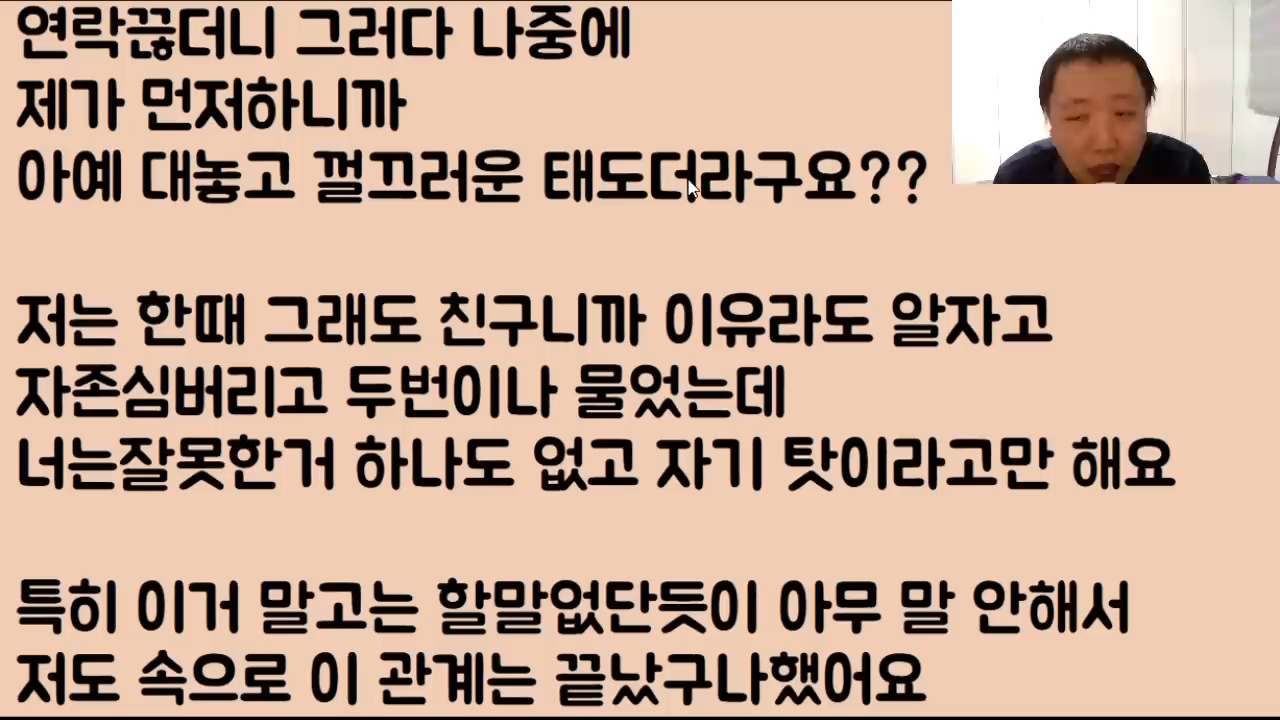 연락끊더니 그러다 나중에
제가 먼저하니까
아예 대놓고 껄끄러운 태도더라구요??
저는 한때 그래도 친구니까 이유라도 알자고
자존심버리고 두번이나 물었는데
너는잘못한거 하나도 없고 자기 탓이라고만 해요
특히 이거 말고는 할말없단듯이 아무 말 안해서
저도 속으로 이 관계는 끝났구나했어요